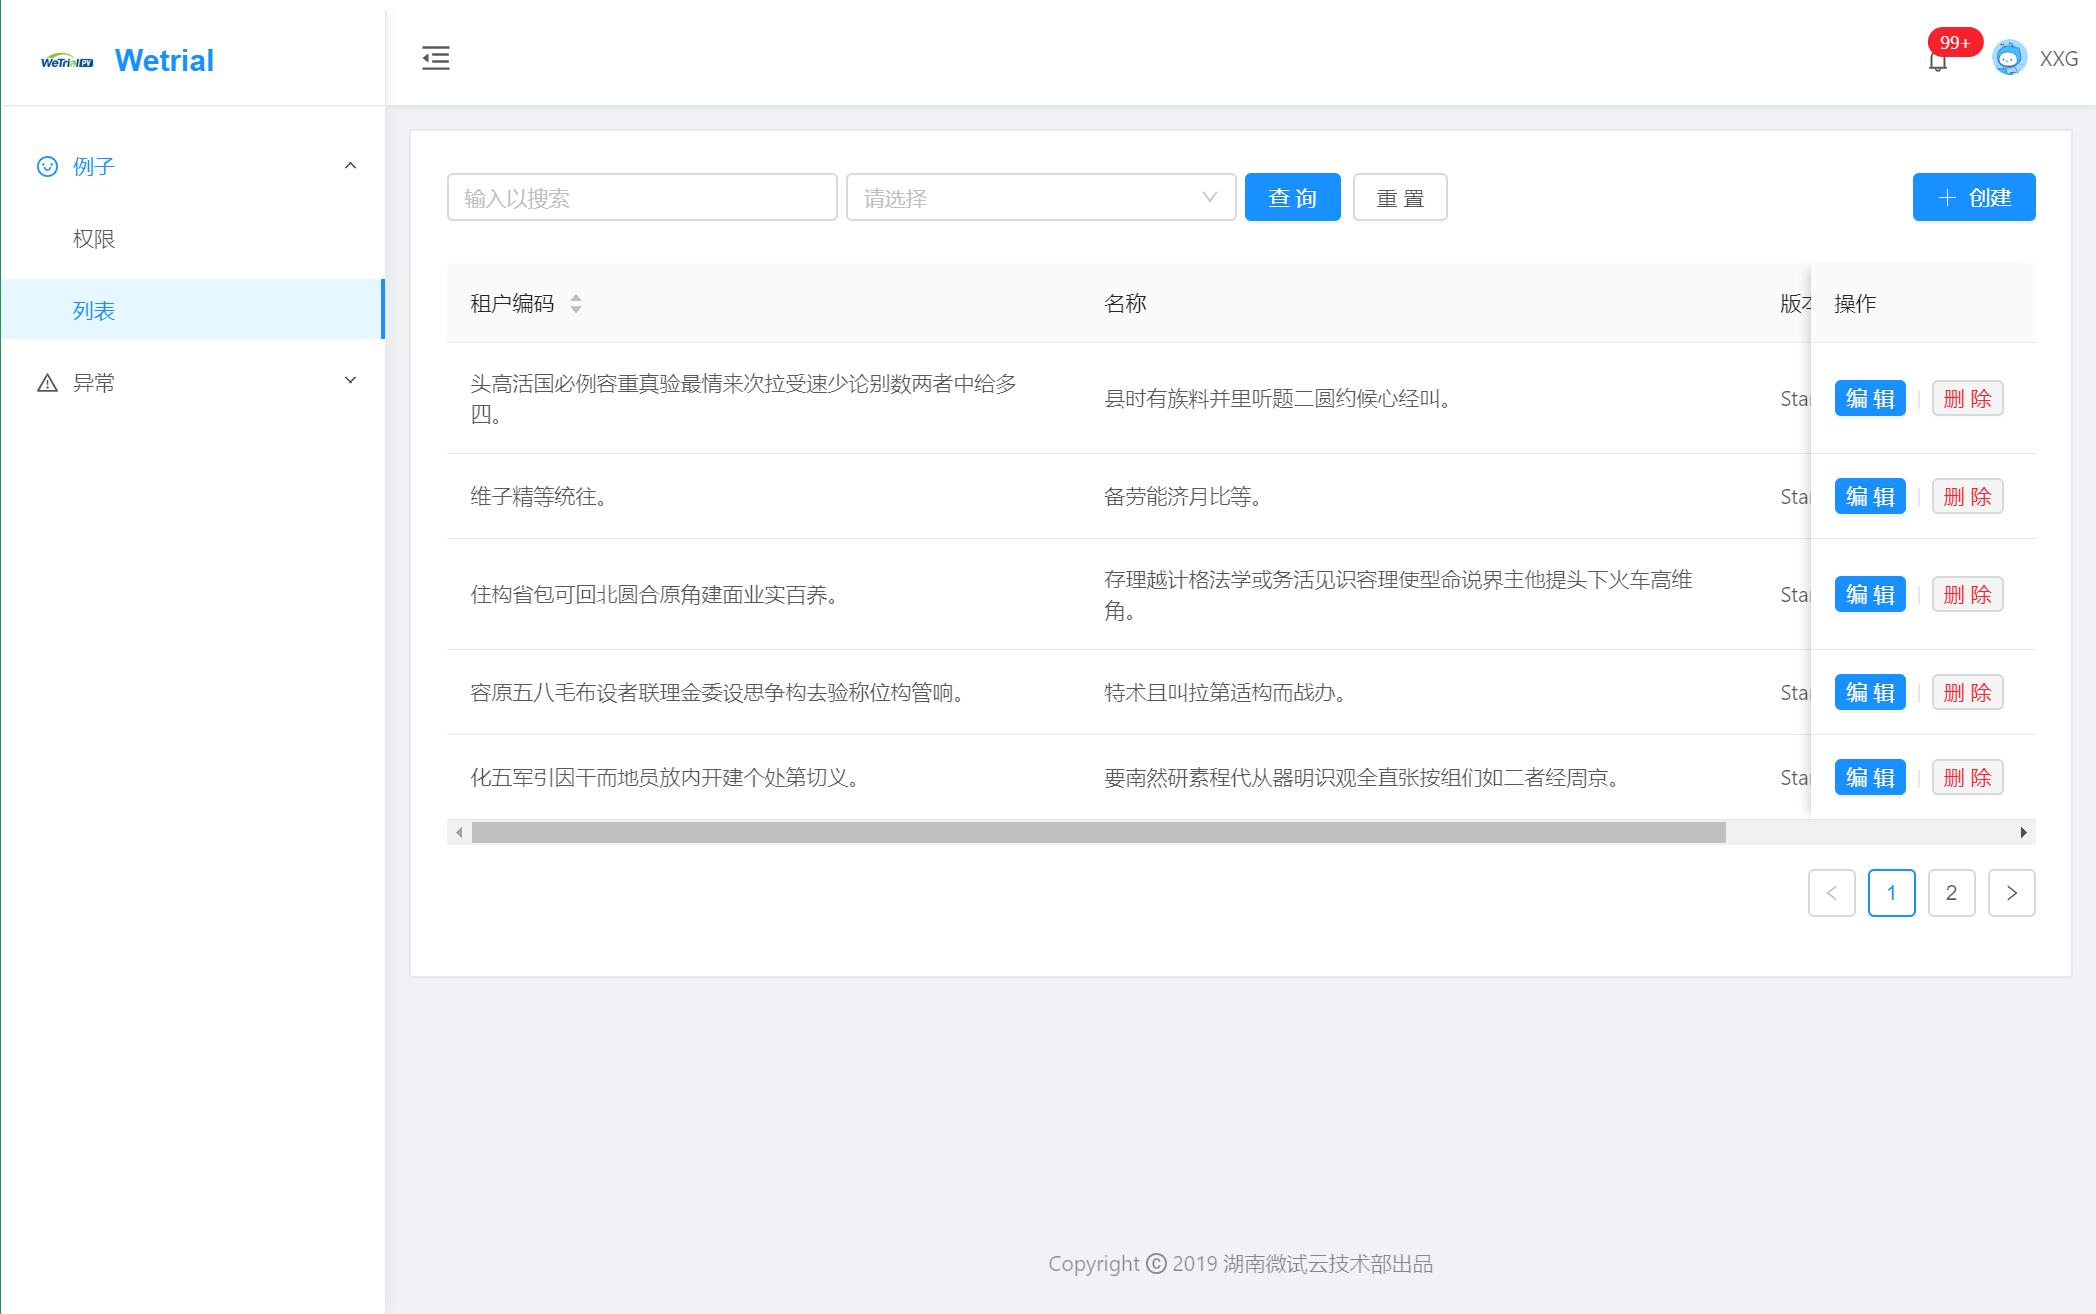 WeTrial PV
Wetrial
99+
XXG
例子
权限
列表
异常
输入以搜索
请选择
查 询
重 置
创建
租户编码
名称
版本
操作
头高活国必例容重真验最情来次拉受速少论别数两者中给多
四。
县时有族料并里听题二圆约候心经叫。
Star
编 辑
删 除
维子精等统往。
备劳能济月比等。
Star
编 辑
删 除
住构省包可回北圆合原角建面业实百养。
存理越计格法学或务活见识容理使型命说界主他提头下火车高维
角。
Star
编 辑
删 除
容原五八毛布设者联理金委设思争构去验称位构管响。
特术且叫拉第适构而战办。
Star
编 辑
删 除
化五军引因干而地员放内开建个处第切义。
要南然研素程代从器明识观全直张按组们如二者经周京。
Star
编 辑
删 除
1
2
Copyright © 2019 湖南微试云技术部出品